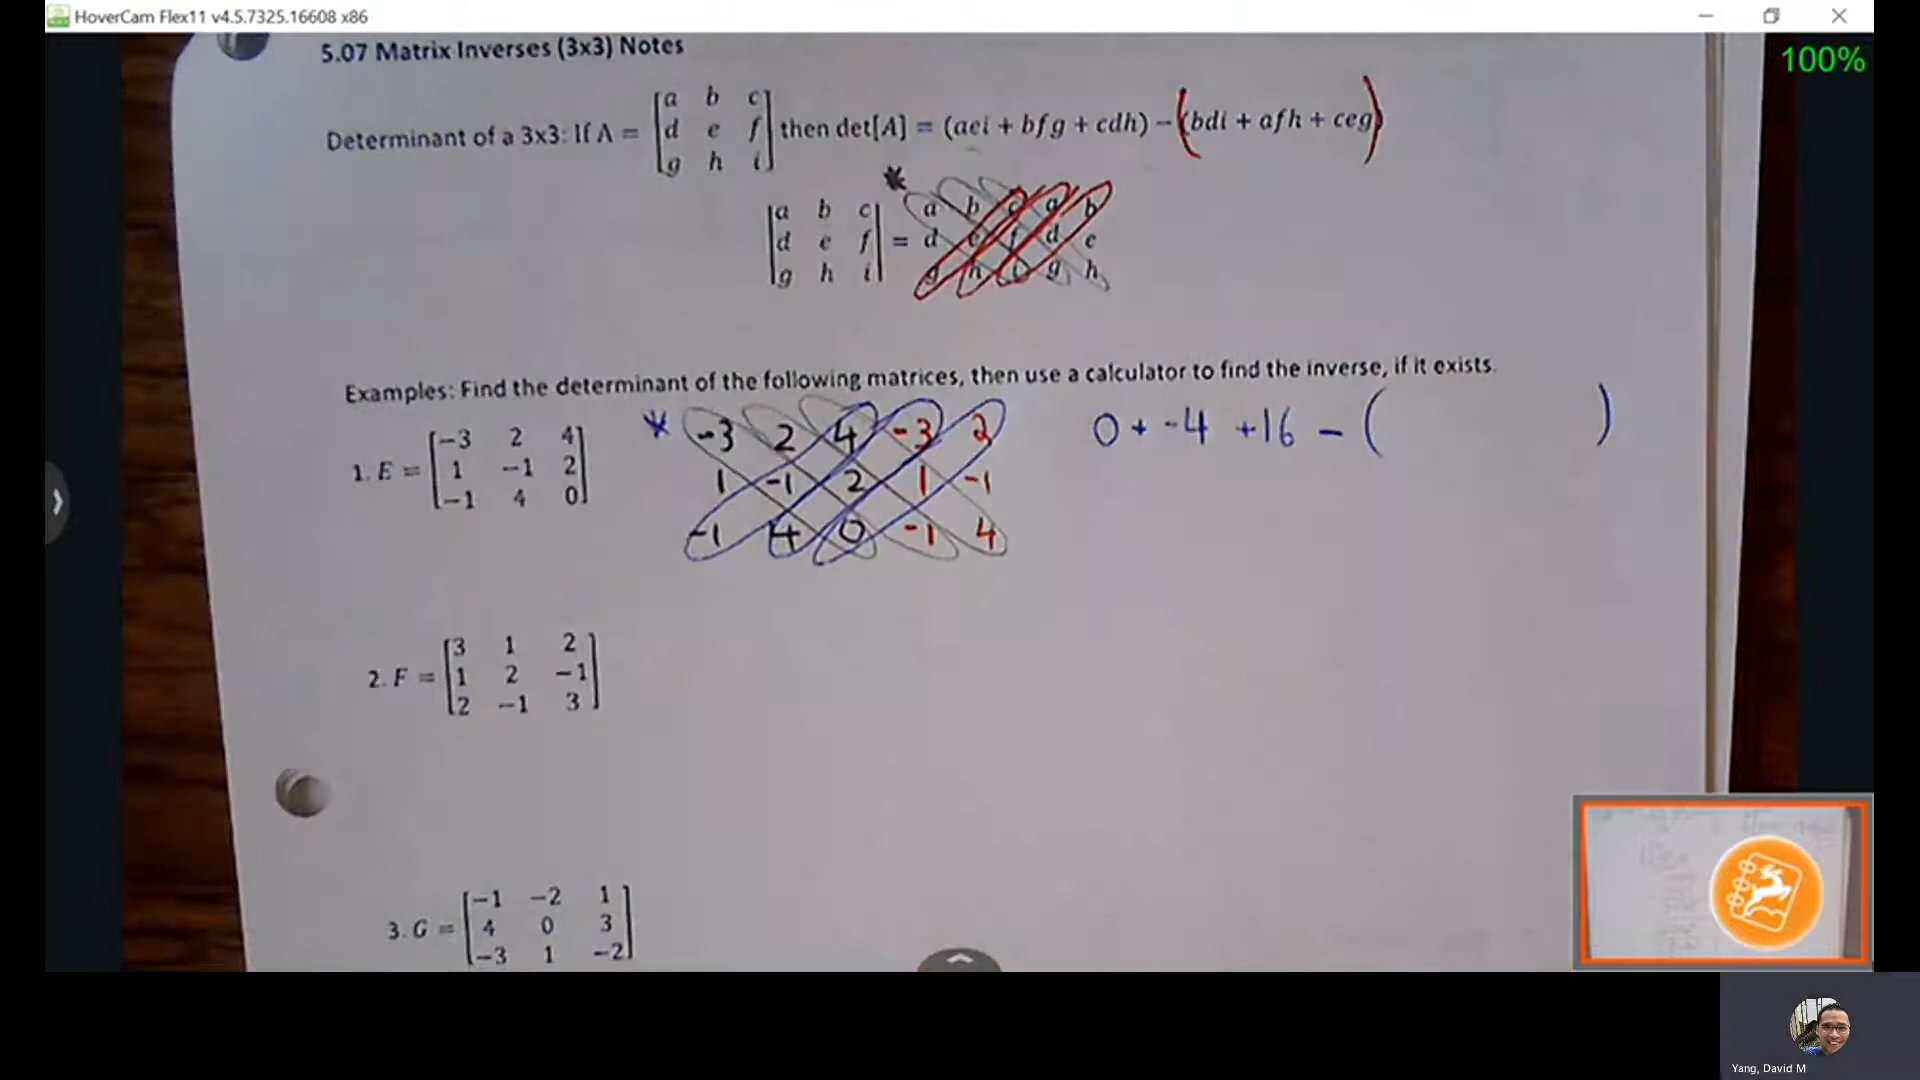 HoverCam Flex11 v4.5.7325.16608 x86
100%
5.07 Matrix Inverses (3x3) Notes
Determinant of a 3x3: If A = [a b c
d e f
g h i] then det[A] = (aei + bfg + cdh) − (bdi + afh + ceg)
*
|a b c
d e f
g h i| = a b c a b
d e f d e
g h i g h
Examples: Find the determinant of the following matrices, then use a calculator to find the inverse, if it exists.
1. E = [−3 2 4
1 −1 2
−1 4 0]
* -3 2 4 -3 2
1 -1 2 1 -1
-1 4 0 -1 4
0 + -4 +16 − ( )
2. F = [3 1 2
1 2 −1
2 −1 3]
3. G = [−1 −2 1
4 0 3
−3 1 −2]
Yang, David M